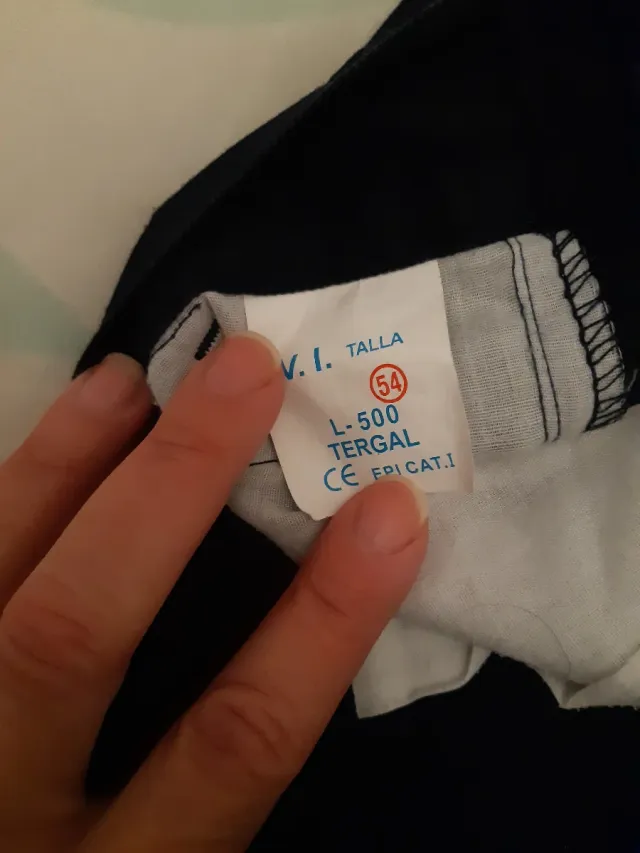 V. I. TALLA
54
L-500
TERGAL
CE EPI CAT.I